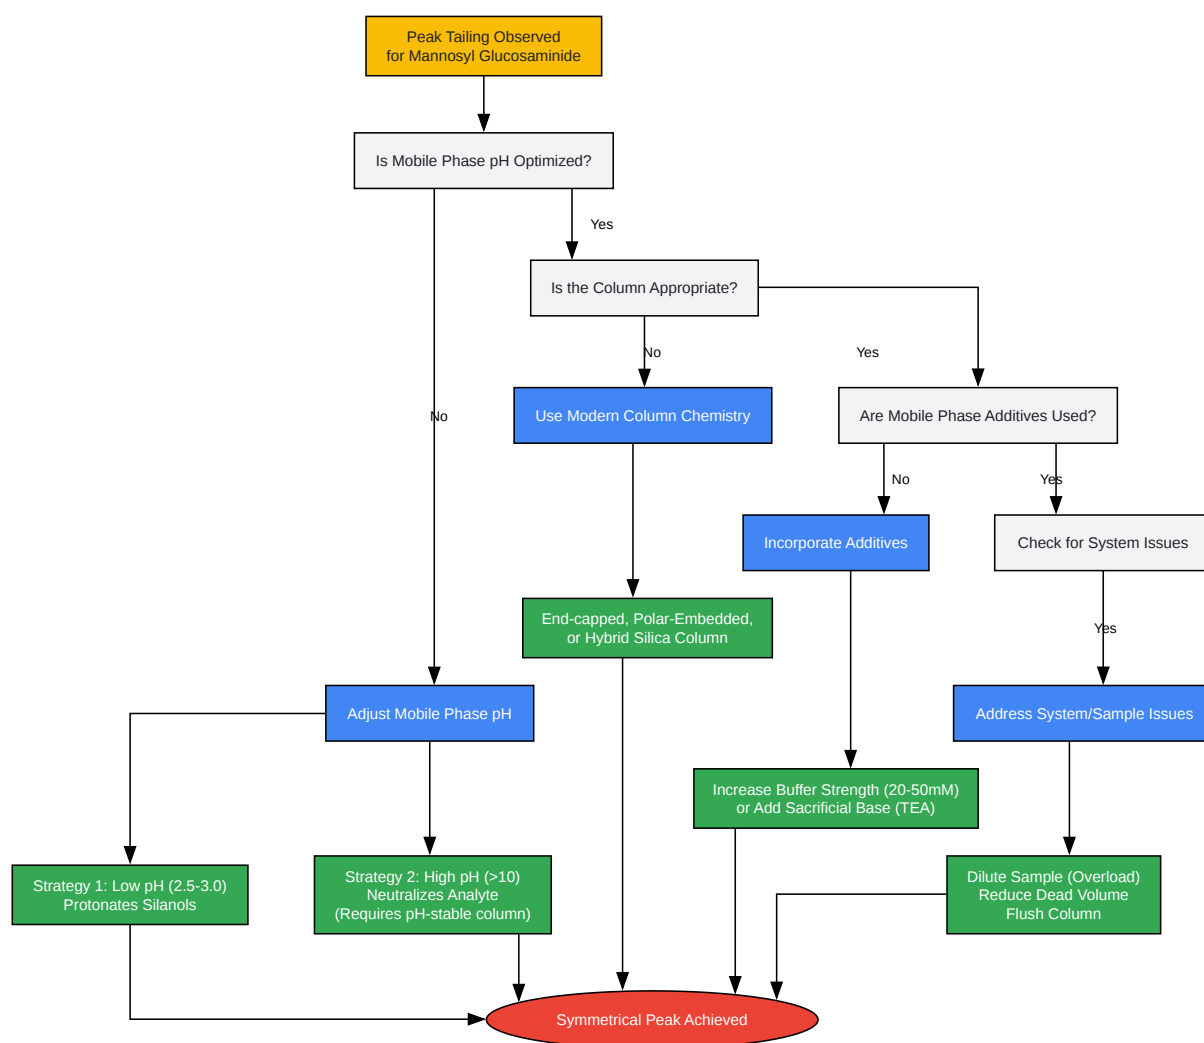 Peak Tailing Observed
for Mannosyl Glucosaminide
Is Mobile Phase pH Optimized?
Yes
Is the Column Appropriate?
No
Yes
No
Use Modern Column Chemistry
Are Mobile Phase Additives Used?
No
Yes
Incorporate Additives
Check for System Issues
End-capped, Polar-Embedded,
or Hybrid Silica Column
Yes
Adjust Mobile Phase pH
Address System/Sample Issues
Increase Buffer Strength (20-50mM)
or Add Sacrificial Base (TEA)
Strategy 1: Low pH (2.5-3.0)
Protonates Silanols
Strategy 2: High pH (>10)
Neutralizes Analyte
(Requires pH-stable column)
Dilute Sample (Overload)
Reduce Dead Volume
Flush Column
Symmetrical Peak Achieved